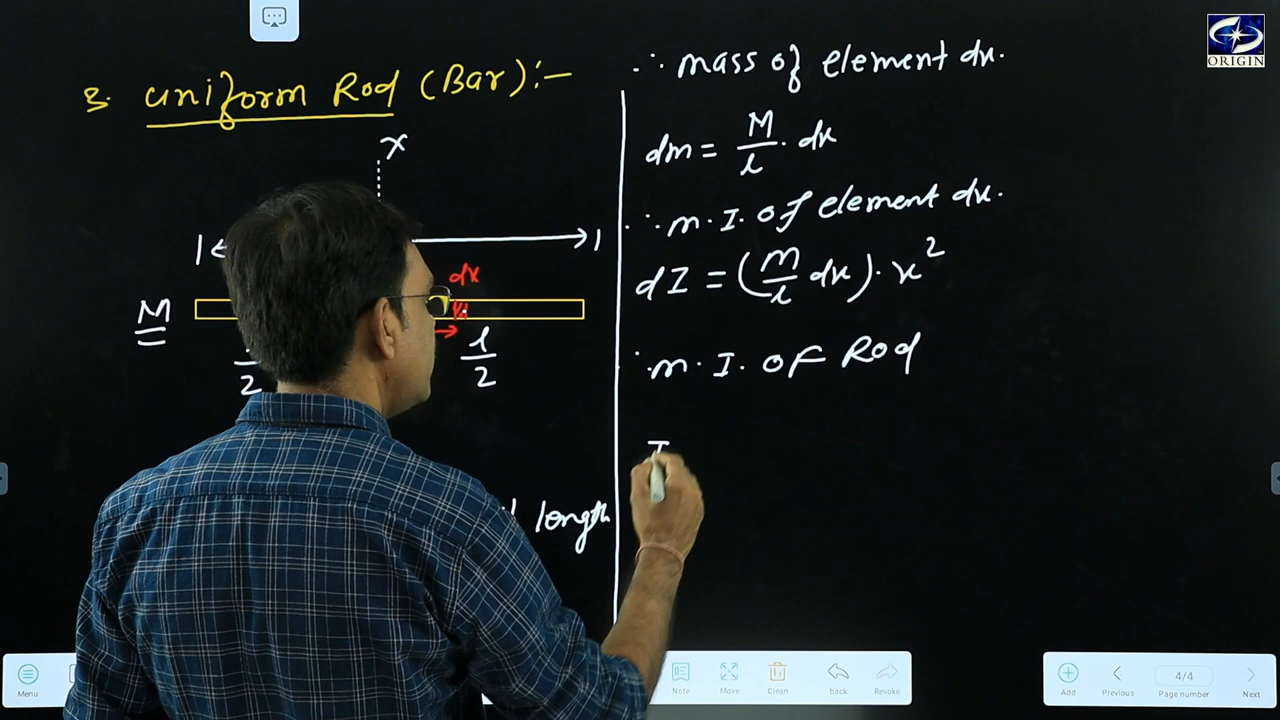 3. Uniform Rod (Bar):-
X
dx
M
l/2
2
length
∴ mass of element dx.
dm = M/l · dx
∴ m. I. of element dx.
dI = (m/l dx) · x²
∴ m. I. of Rod
I
ORIGIN
Menu
Note
Move
Clean
back
Revoke
Add
Previous
4/4
Page number
Next